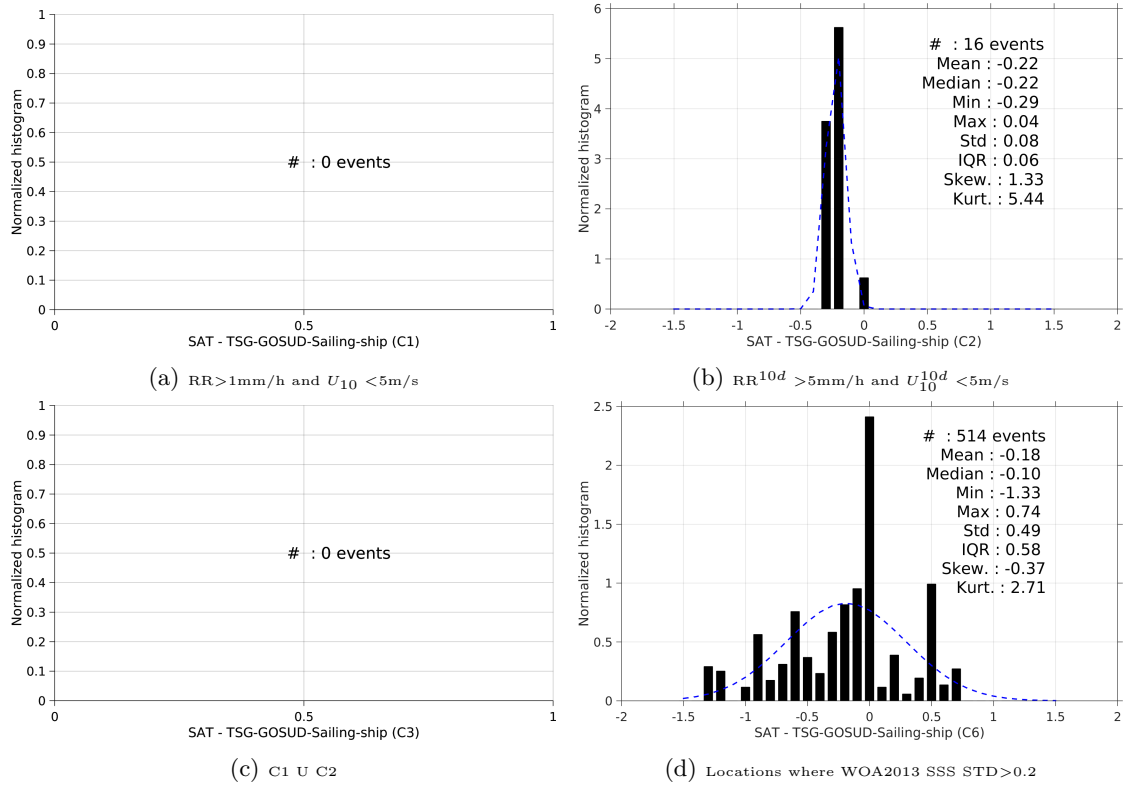 1
0.9
0.8
0.7
0.6
0.5
0.4
0.3
0.2
0.1
0
0 0.5 1
Normalized histogram
# : 0 events
SAT - TSG-GOSUD-Sailing-ship (C1)
(a) RR>1mm/h and U10 <5m/s
6
5
4
3
2
1
0
-2 -1.5 -1 -0.5 0 0.5 1 1.5 2
Normalized histogram
# : 16 events
Mean : -0.22
Median : -0.22
Min : -0.29
Max : 0.04
Std : 0.08
IQR : 0.06
Skew. : 1.33
Kurt. : 5.44
SAT - TSG-GOSUD-Sailing-ship (C2)
(b) RR^10d >5mm/h and U10^10d <5m/s
1
0.9
0.8
0.7
0.6
0.5
0.4
0.3
0.2
0.1
0
0 0.5 1
Normalized histogram
# : 0 events
SAT - TSG-GOSUD-Sailing-ship (C3)
(c) C1 U C2
2.5
2
1.5
1
0.5
0
-2 -1.5 -1 -0.5 0 0.5 1 1.5 2
Normalized histogram
# : 514 events
Mean : -0.18
Median : -0.10
Min : -1.33
Max : 0.74
Std : 0.49
IQR : 0.58
Skew. : -0.37
Kurt. : 2.71
SAT - TSG-GOSUD-Sailing-ship (C6)
(d) Locations where WOA2013 SSS STD>0.2